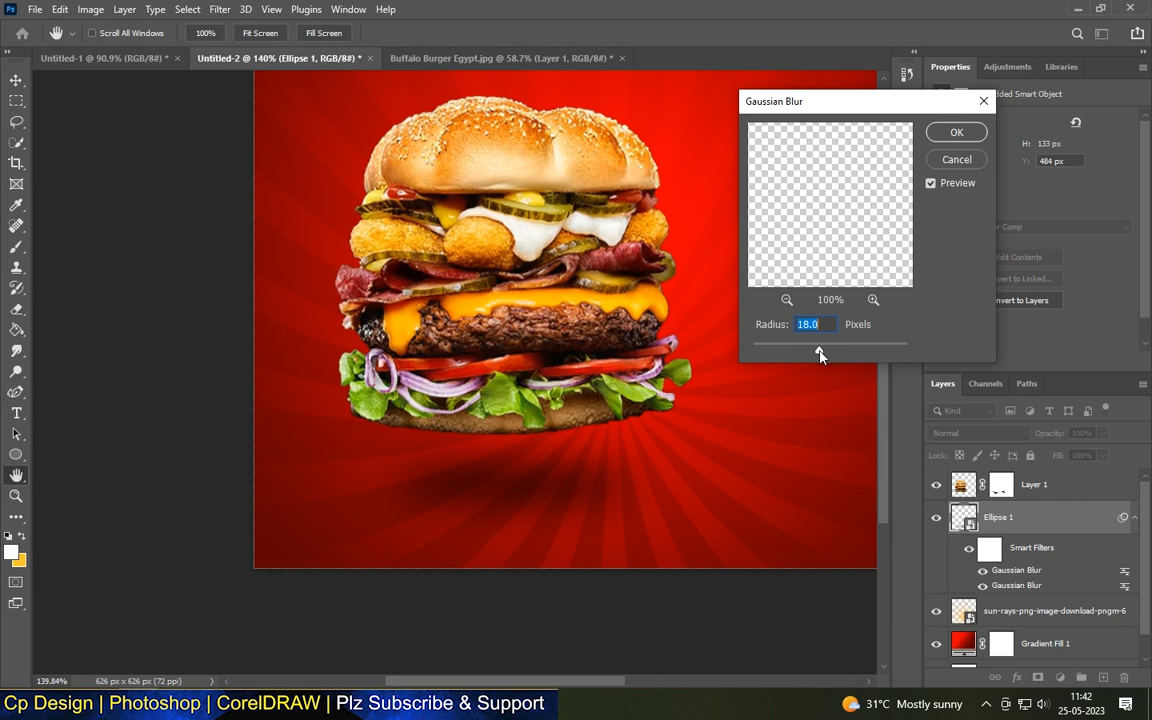 Ps File Edit Image Layer Type Select Filter 3D View Plugins Window Help
Scroll All Windows 100% Fit Screen Fill Screen
Untitled-1 @ 90.9% (RGB/8#) * × Untitled-2 @ 140% (Ellipse 1, RGB/8#) * × Buffalo Burger Egypt.jpg @ 58.7% (Layer 1, RGB/8#) * ×
Properties Adjustments Libraries
dded Smart Object
H: 133 px
Y: 484 px
r Comp
Edit Contents
vert to Linked...
nvert to Layers
Gaussian Blur
OK
Cancel
Preview
100%
Radius: 18.0 Pixels
Layers Channels Paths
Kind
Normal Opacity: 100%
Lock: Fill: 100%
Layer 1
Ellipse 1
Smart Filters
Gaussian Blur
Gaussian Blur
sun-rays-png-image-download-pngm-6
Gradient Fill 1
139.84% 626 px x 626 px (72 ppi)
Cp Design | Photoshop | CorelDRAW | Plz Subscribe & Support
31°C Mostly sunny
11:42
25-05-2023